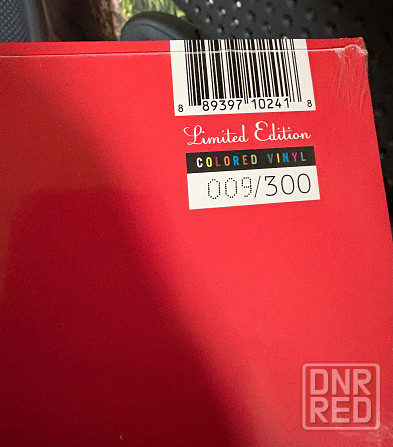 8 89397 10241 8
Limited Edition
COLORED VINYL
009/300
DNR
RED